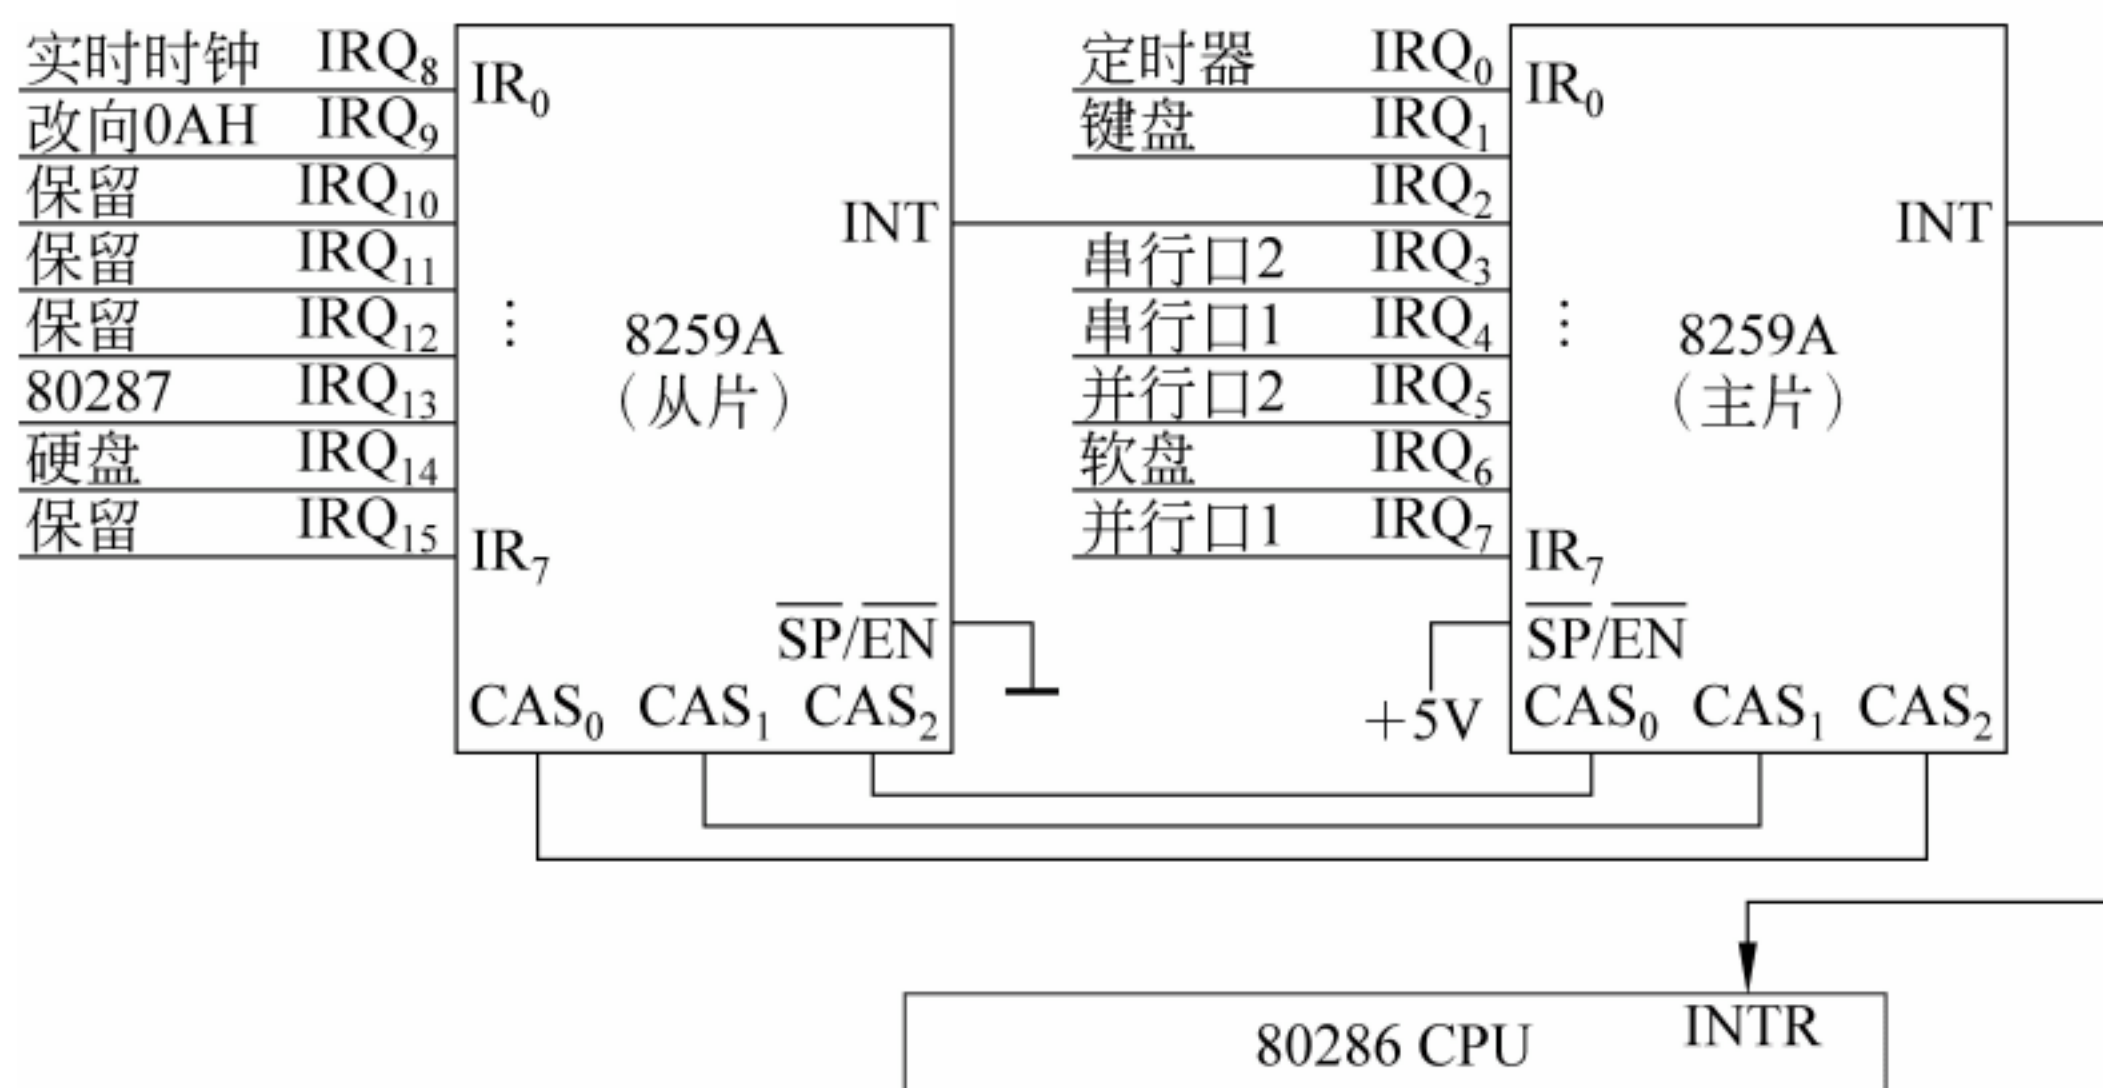 实时时钟 IRQ₈
改向0AH IRQ₉
保留 IRQ₁₀
保留 IRQ₁₁
保留 IRQ₁₂
80287 IRQ₁₃
硬盘 IRQ₁₄
保留 IRQ₁₅
IR₀
INT
⋮
8259A
（从片）
IR₇
SP/EN
CAS₀ CAS₁ CAS₂
定时器 IRQ₀
键盘 IRQ₁
IRQ₂
串行口2 IRQ₃
串行口1 IRQ₄
并行口2 IRQ₅
软盘 IRQ₆
并行口1 IRQ₇
IR₀
INT
⋮
8259A
（主片）
IR₇
SP/EN
+5V
CAS₀ CAS₁ CAS₂
INTR
80286 CPU